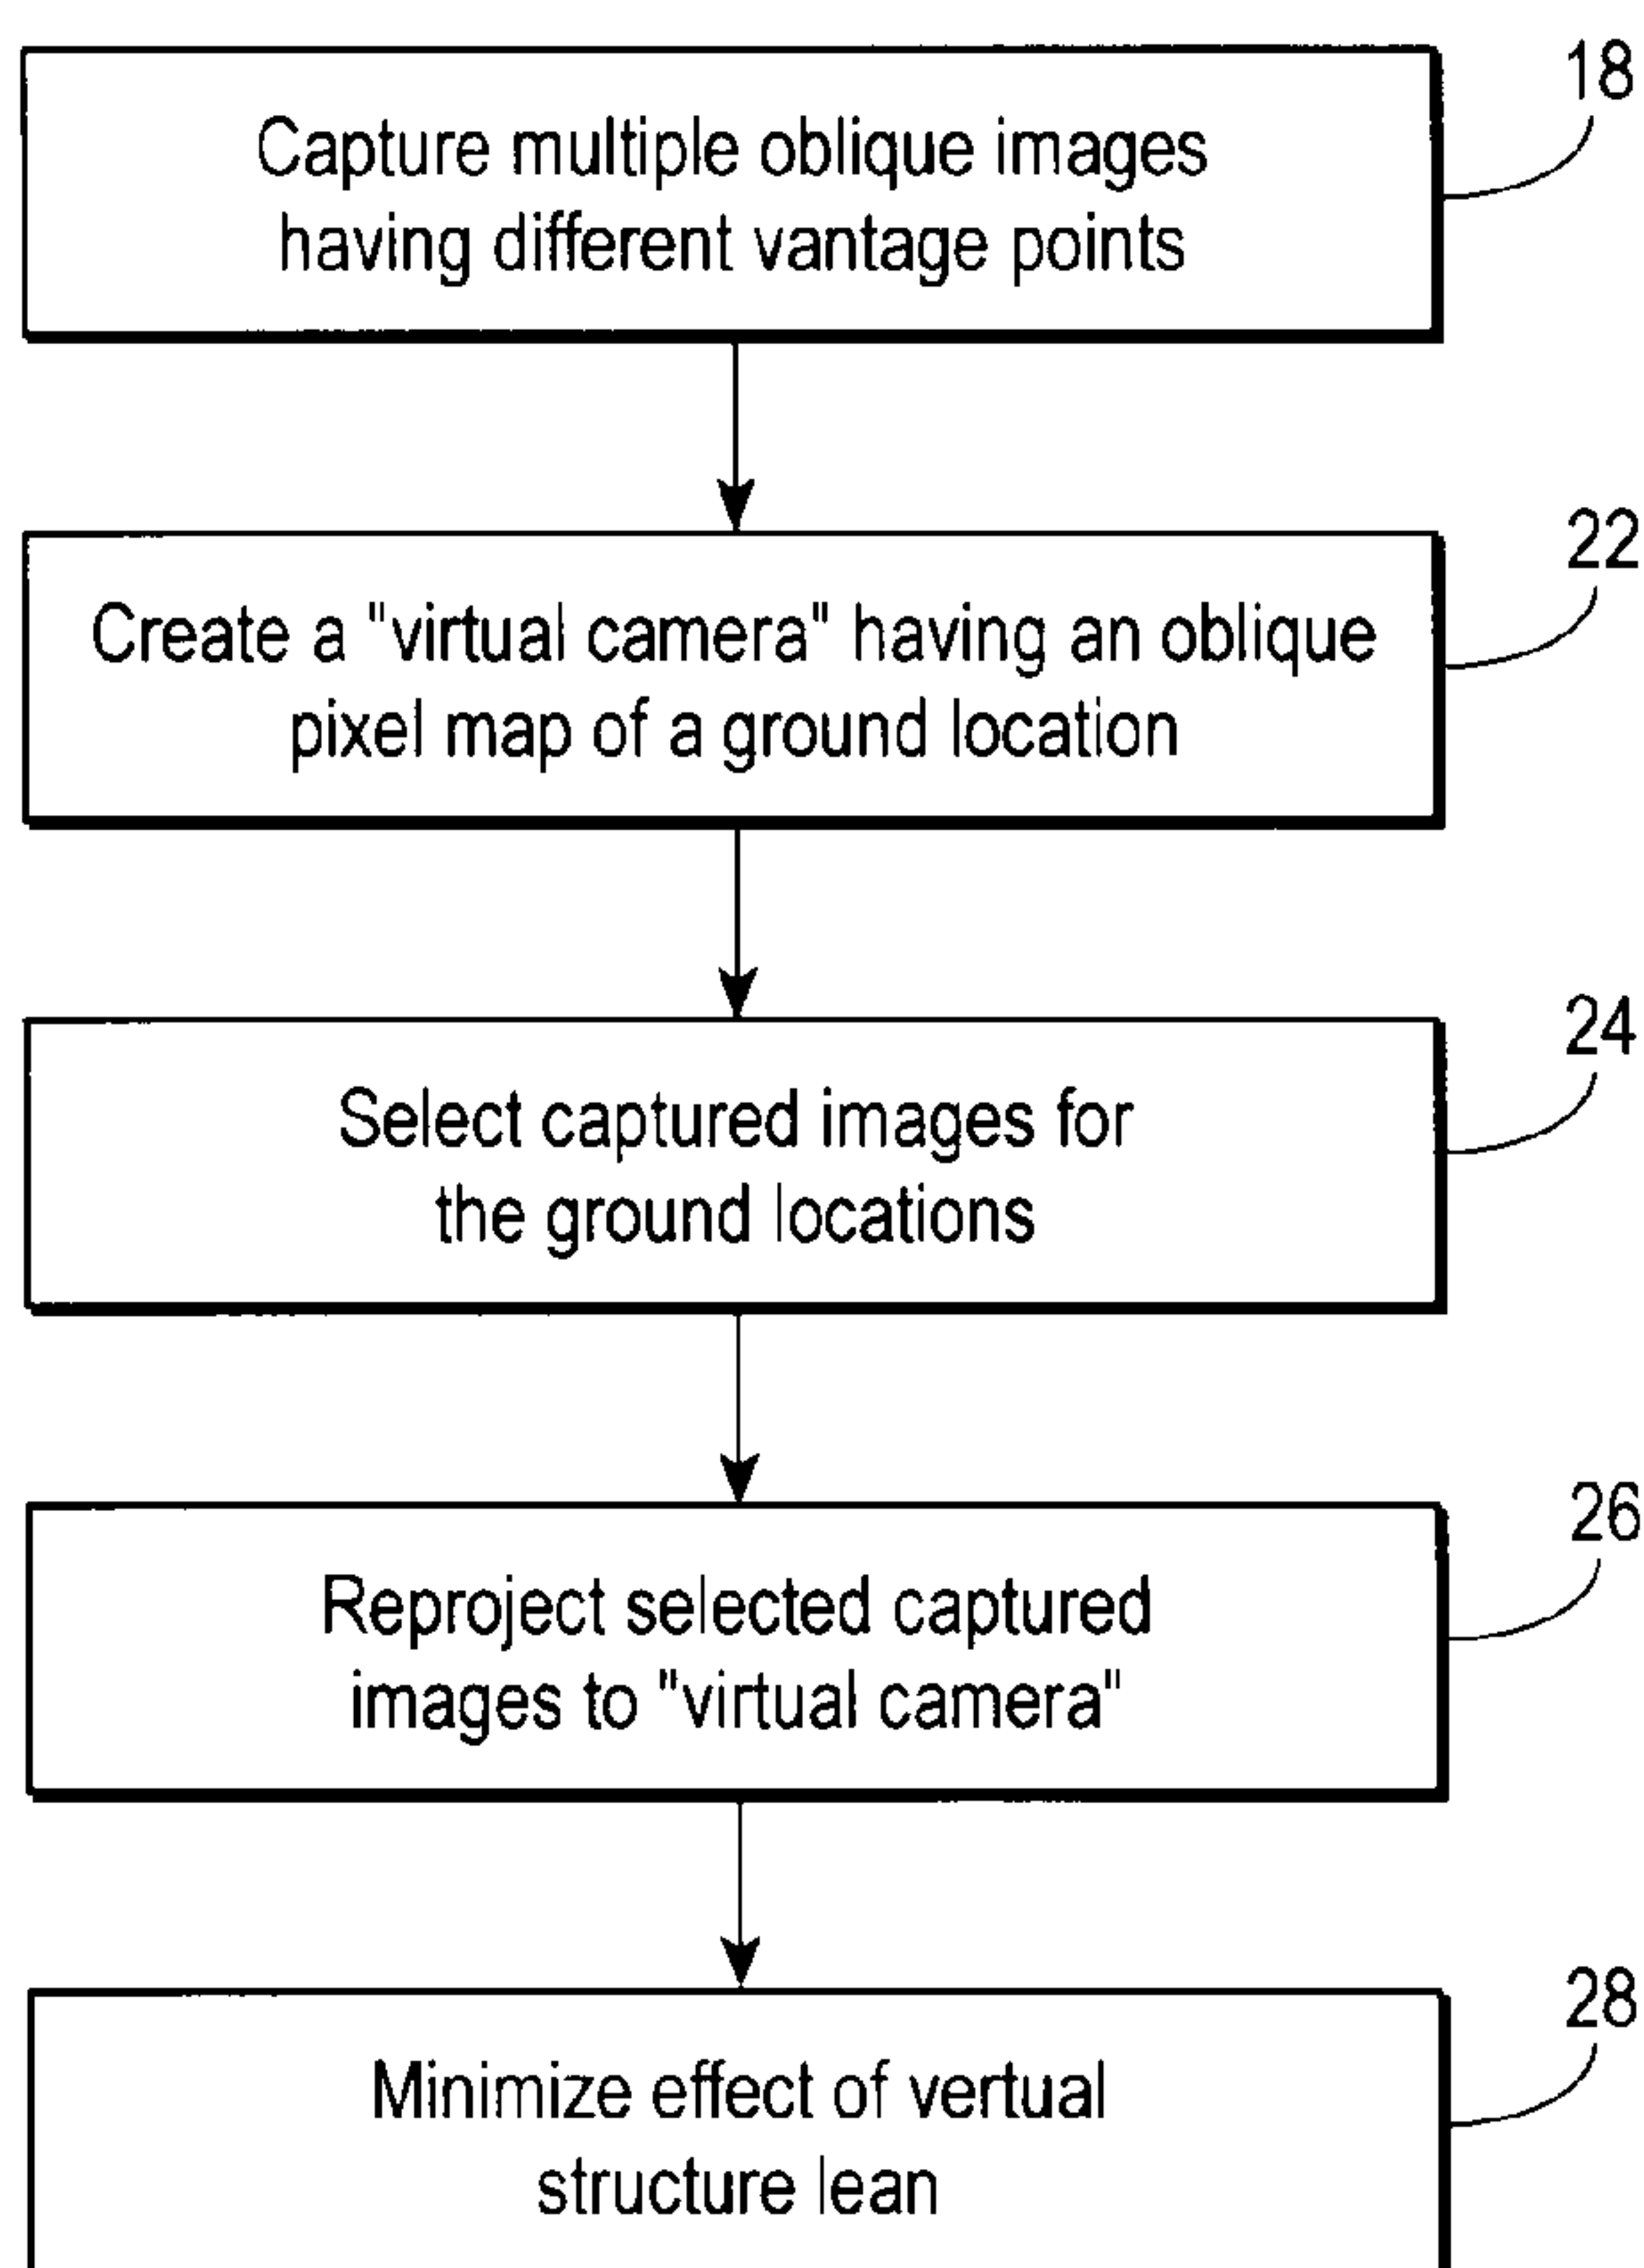 18
Capture multiple oblique images
having different vantage points
22
Create a "virtual camera" having an oblique
pixel map of a ground location
24
Select captured images for
the ground locations
26
Reproject selected captured
images to "virtual camera"
28
Minimize effect of vertual
structure lean